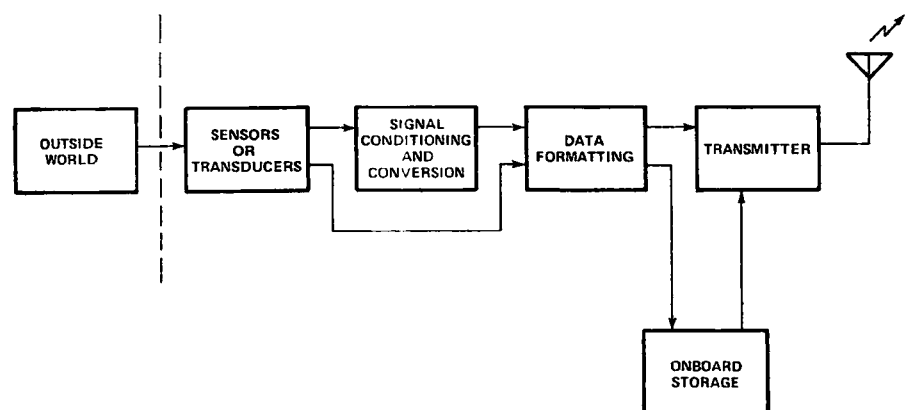 OUTSIDE
WORLD
SENSORS
OR
TRANSDUCERS
SIGNAL
CONDITIONING
AND
CONVERSION
DATA
FORMATTING
TRANSMITTER
ONBOARD
STORAGE